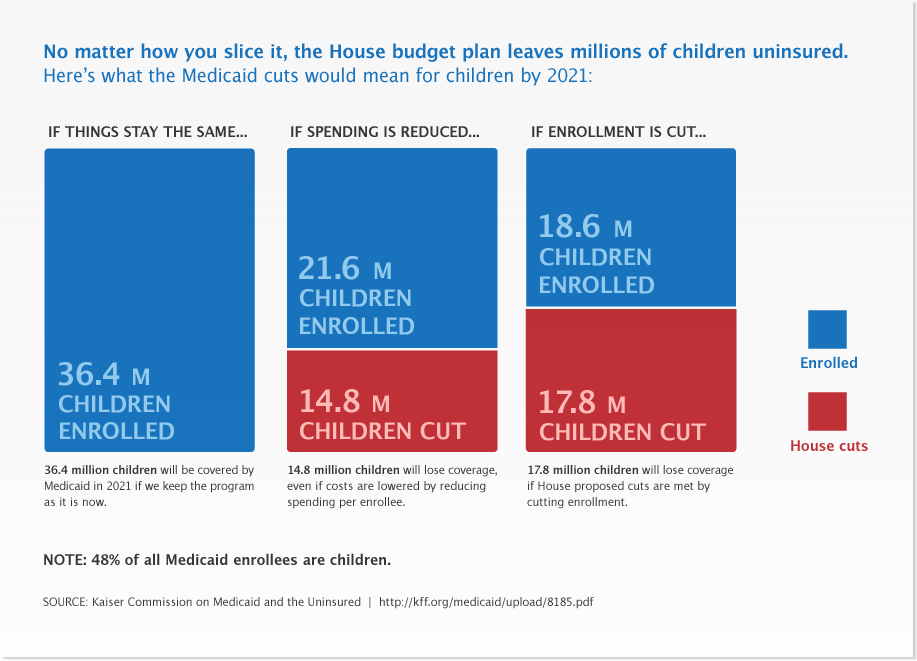 No matter how you slice it, the House budget plan leaves millions of children uninsured.
Here's what the Medicaid cuts would mean for children by 2021:
IF THINGS STAY THE SAME...
36.4 M
CHILDREN
ENROLLED
36.4 million children will be covered by
Medicaid in 2021 if we keep the program
as it is now.
IF SPENDING IS REDUCED...
21.6 M
CHILDREN
ENROLLED
14.8 M
CHILDREN CUT
14.8 million children will lose coverage,
even if costs are lowered by reducing
spending per enrollee.
IF ENROLLMENT IS CUT...
18.6 M
CHILDREN
ENROLLED
17.8 M
CHILDREN CUT
17.8 million children will lose coverage
if House proposed cuts are met by
cutting enrollment.
Enrolled
House cuts
NOTE: 48% of all Medicaid enrollees are children.
SOURCE: Kaiser Commission on Medicaid and the Uninsured | http://kff.org/medicaid/upload/8185.pdf